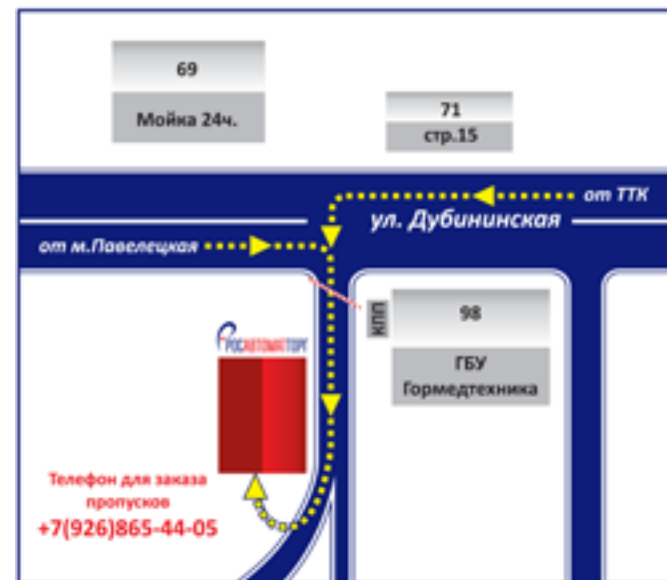 69
Мойка 24ч.
71
стр.15
от ТТК
ул. Дубининская
от м.Павелецкая
КПП
98
ГБУ
Гормедтехника
РОСАВТОМАТТОРГ
Телефон для заказа
пропусков
+7(926)865-44-05